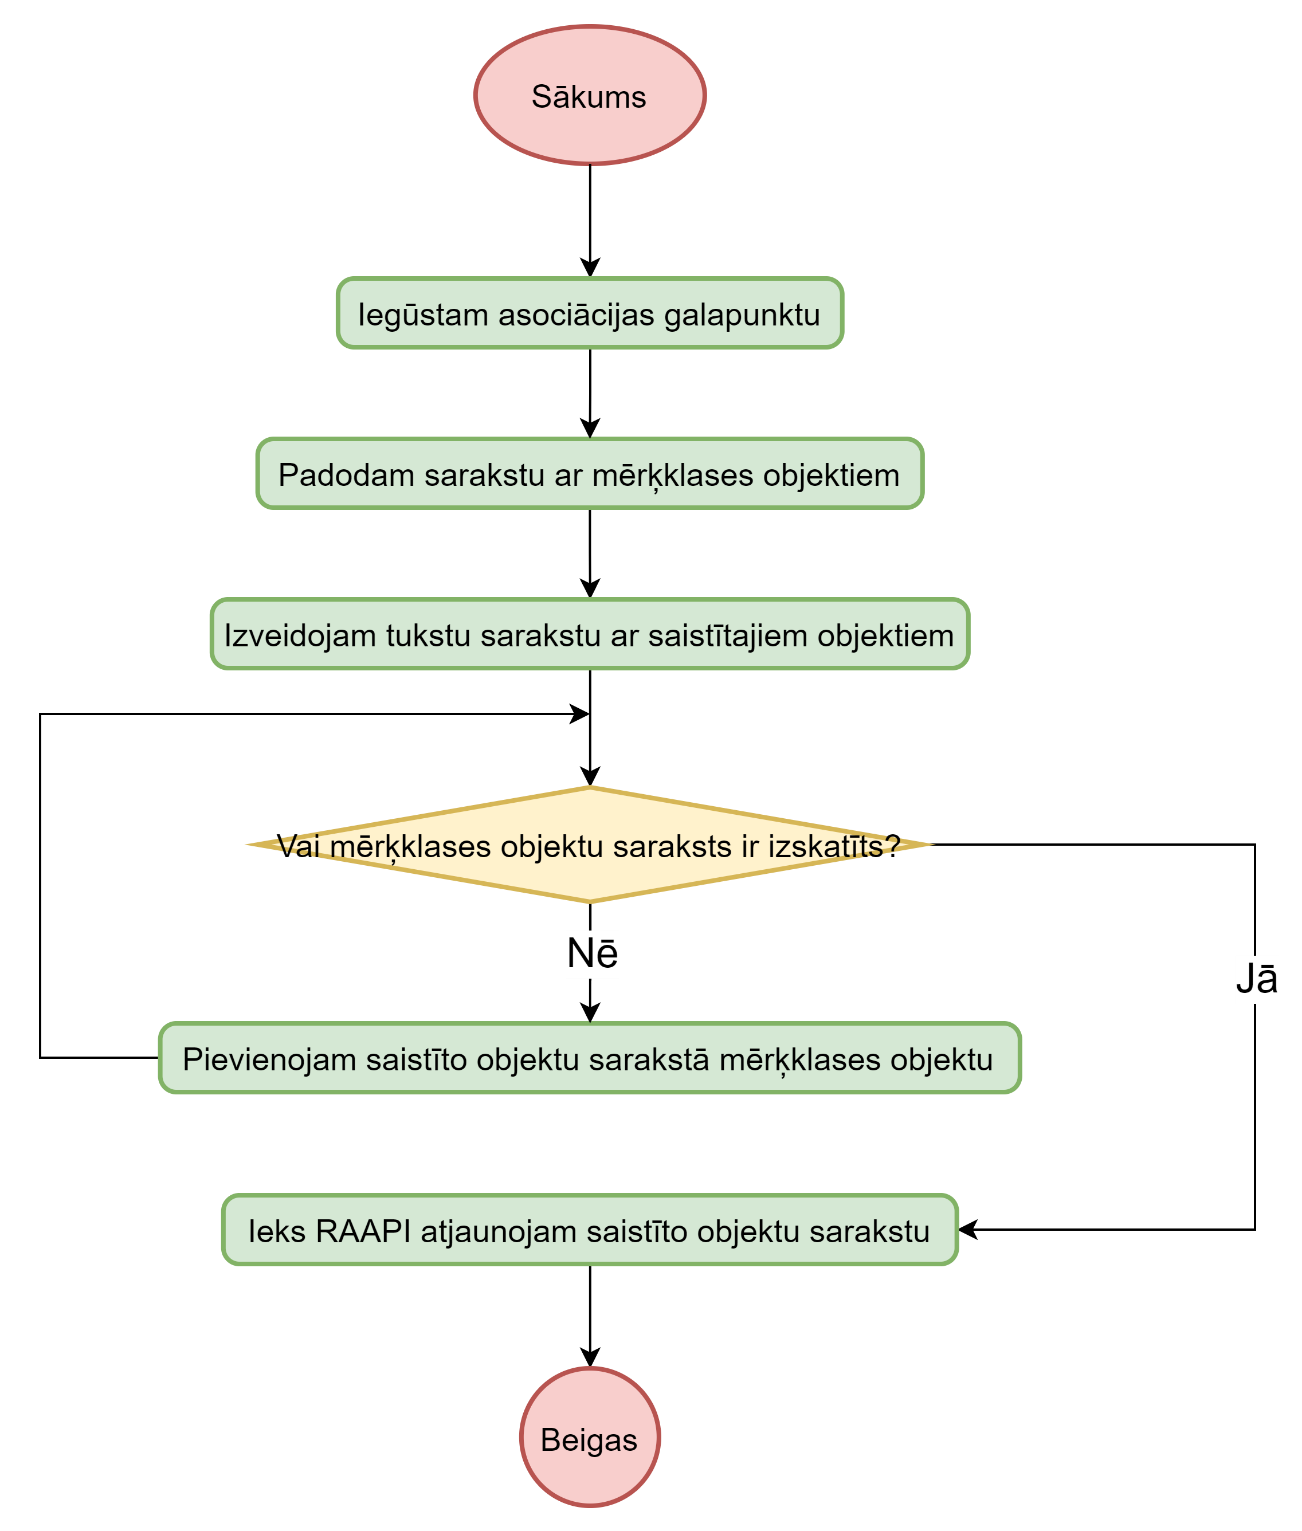 Sākums
Iegūstam asociācijas galapunktu
Padodam sarakstu ar mērķklases objektiem
Izveidojam tukstu sarakstu ar saistītajiem objektiem
Vai mērķklases objektu saraksts ir izskatīts?
Nē
Jā
Pievienojam saistīto objektu sarakstā mērķklases objektu
Ieks RAAPI atjaunojam saistīto objektu sarakstu
Beigas